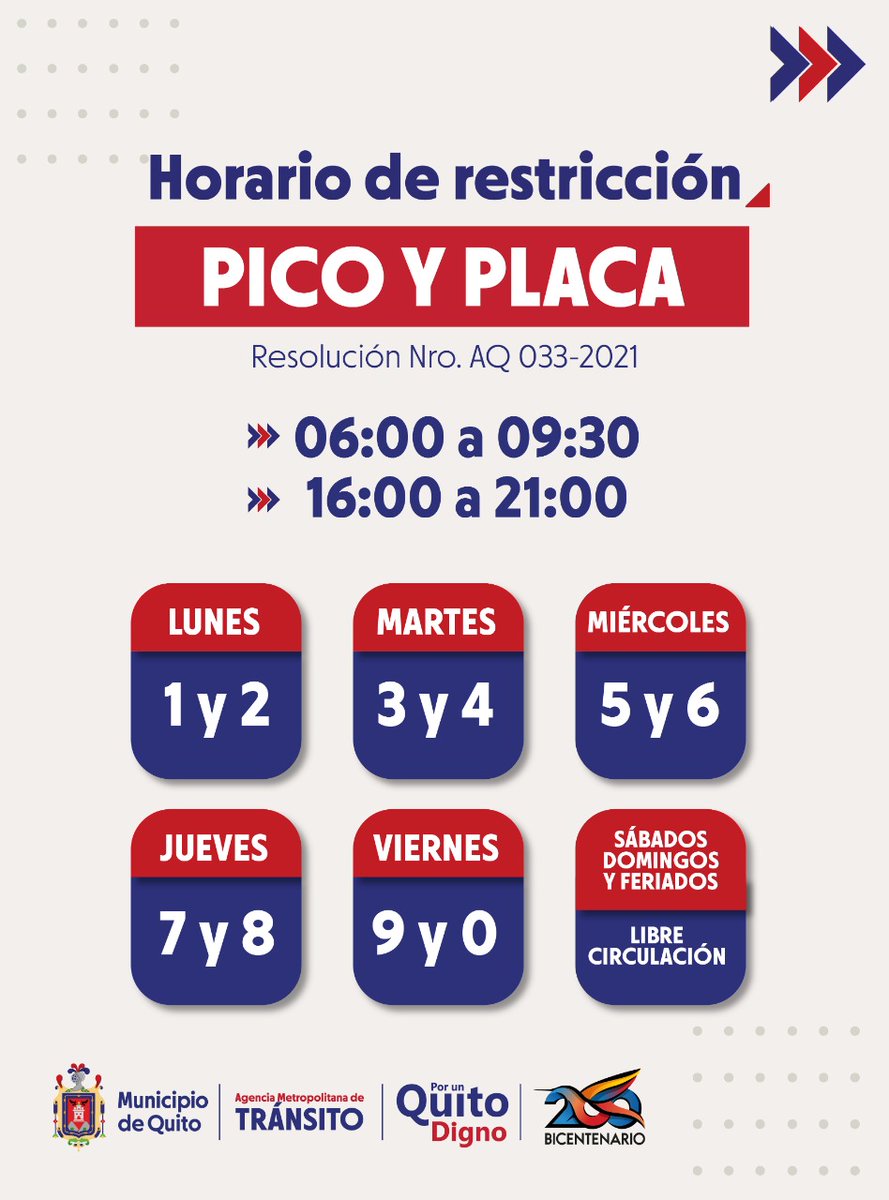 Horario de restricción
PICO Y PLACA
Resolución Nro. AQ 033-2021
06:00 a 09:30
16:00 a 21:00
LUNES
1 y 2
MARTES
3 y 4
MIÉRCOLES
5 y 6
JUEVES
7 y 8
VIERNES
9 y 0
SÁBADOS
DOMINGOS
Y FERIADOS
LIBRE
CIRCULACIÓN
Municipio
de Quito
Agencia Metropolitana de
TRÁNSITO
Por un
Quito
Digno
200
BICENTENARIO